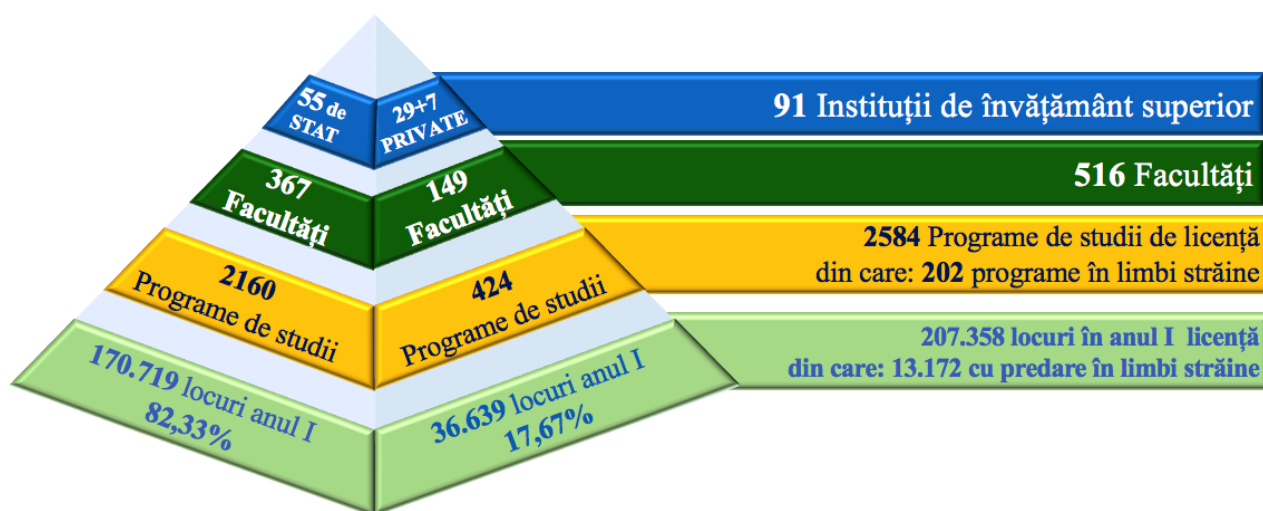 55 de
STAT
29+7
PRIVATE
91 Instituții de învățământ superior
367
Facultăți
149
Facultăți
516 Facultăți
2160
Programe de studii
424
Programe de studii
2584 Programe de studii de licență
din care: 202 programe în limbi străine
170.719 locuri anul I
82,33%
36.639 locuri anul I
17,67%
207.358 locuri în anul I licență
din care: 13.172 cu predare în limbi străine